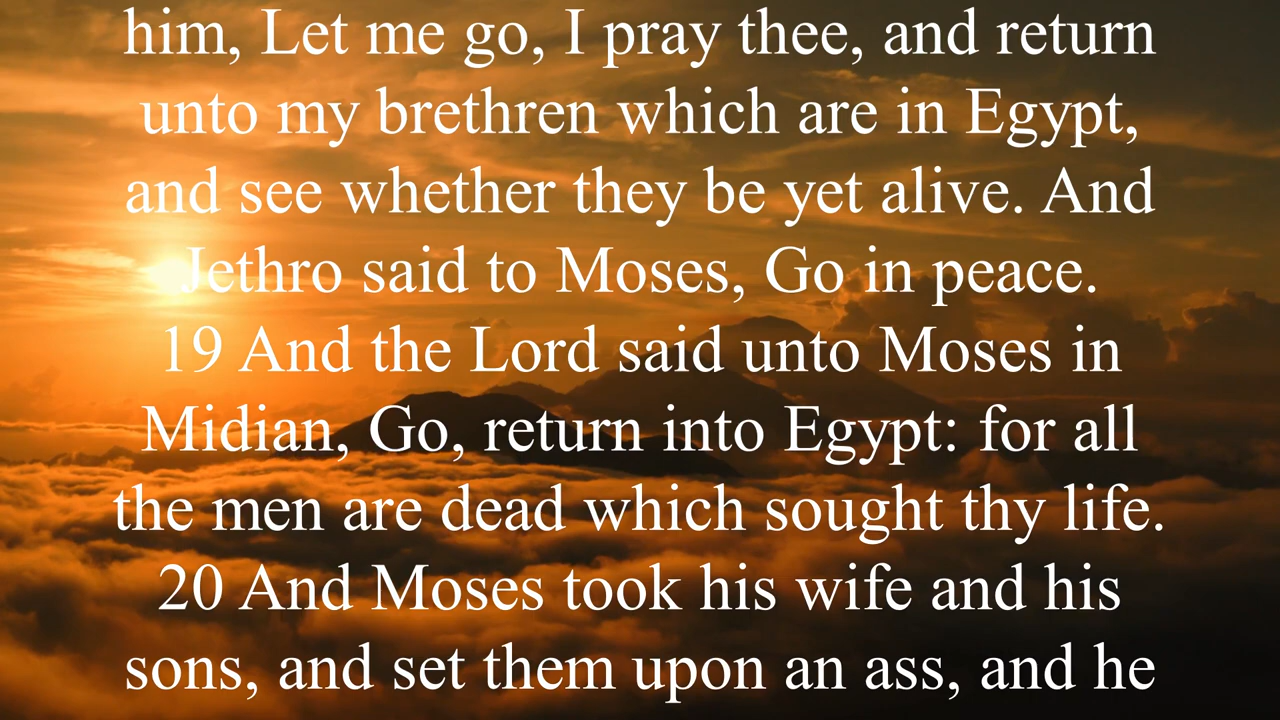 him, Let me go, I pray thee, and return
unto my brethren which are in Egypt,
and see whether they be yet alive. And
Jethro said to Moses, Go in peace.
19 And the Lord said unto Moses in
Midian, Go, return into Egypt: for all
the men are dead which sought thy life.
20 And Moses took his wife and his
sons, and set them upon an ass, and he